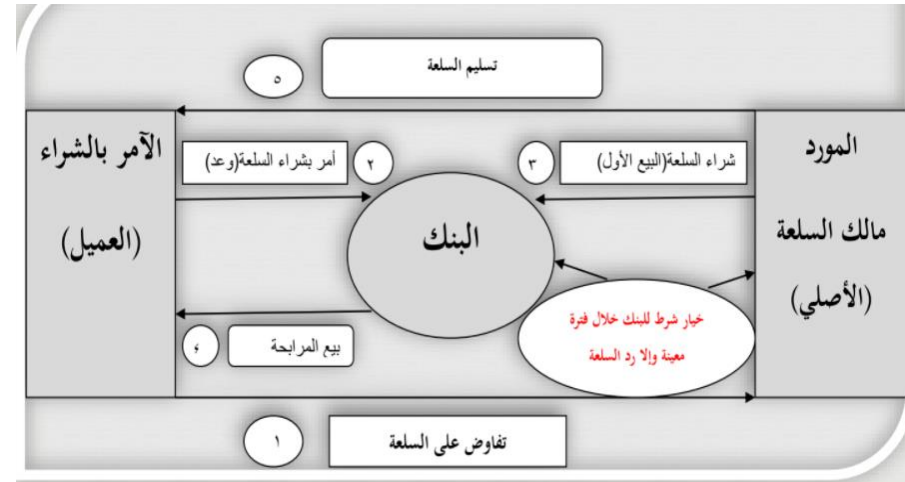 تسليم السلعة
٥
المورد
مالك السلعة
(الأصلي)
الآمر بالشراء
(العميل)
شراء السلعة(البيع الأول)
٣
٢
أمر بشراء السلعة(وعد)
البنك
خيار شرط للبنك خلال فترة
معينة وإلا رد السلعة
بيع المرابحة
٤
تفاوض على السلعة
١